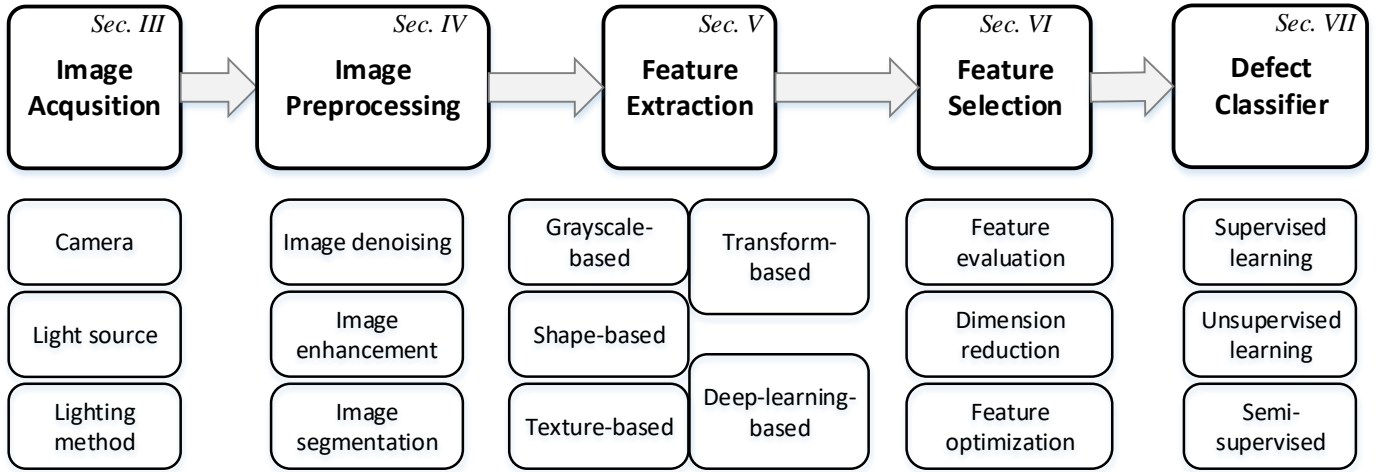 Sec. III
Image
Acqusition
Sec. IV
Image
Preprocessing
Sec. V
Feature
Extraction
Sec. VI
Feature
Selection
Sec. VII
Defect
Classifier
Camera
Light source
Lighting
method
Image denoising
Image
enhancement
Image
segmentation
Grayscale-
based
Shape-based
Texture-based
Transform-
based
Deep-learning-
based
Feature
evaluation
Dimension
reduction
Feature
optimization
Supervised
learning
Unsupervised
learning
Semi-
supervised